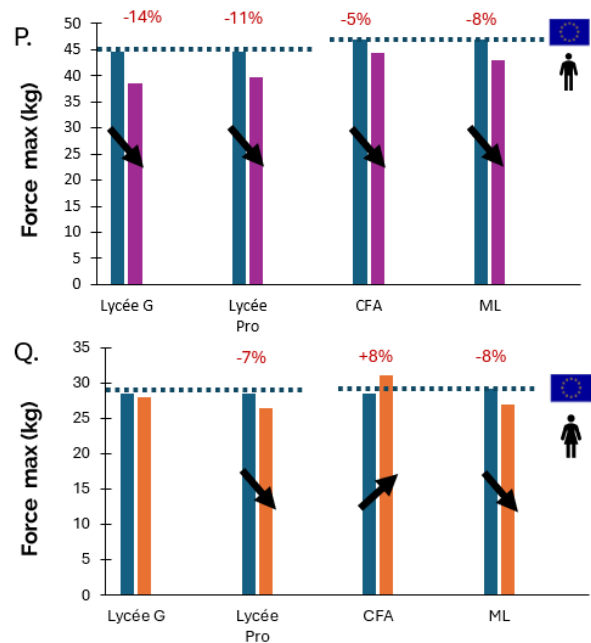 P.
-14%
-11%
-5%
-8%
Force max (kg)
50
45
40
35
30
25
20
15
10
5
0
Lycée G
Lycée
Pro
CFA
ML
Q.
-7%
+8%
-8%
Force max (kg)
35
30
25
20
15
10
5
0
Lycée G
Lycée
Pro
CFA
ML